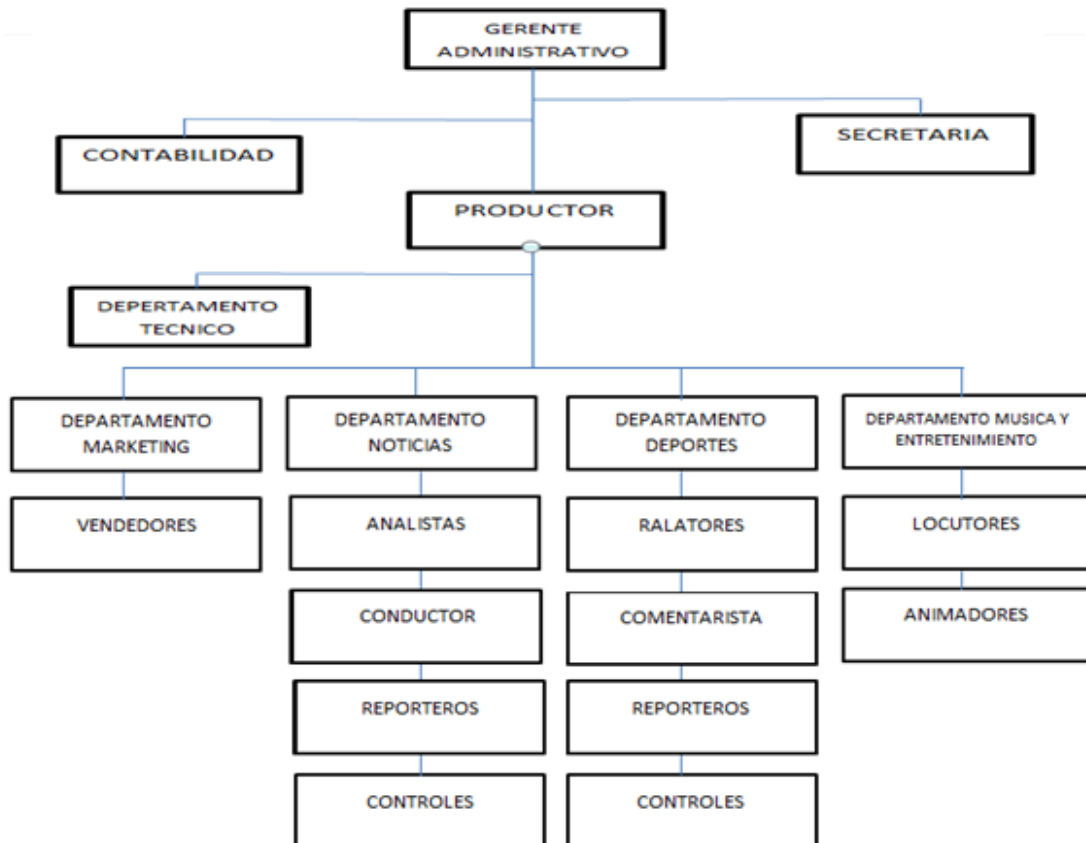 GERENTE
ADMINISTRATIVO
CONTABILIDAD
SECRETARIA
PRODUCTOR
DEPERTAMENTO
TECNICO
DEPARTAMENTO
MARKETING
DEPARTAMENTO
NOTICIAS
DEPARTAMENTO
DEPORTES
DEPARTAMENTO MUSICA Y
ENTRETENIMIENTO
VENDEDORES
ANALISTAS
RALATORES
LOCUTORES
CONDUCTOR
COMENTARISTA
ANIMADORES
REPORTEROS
REPORTEROS
CONTROLES
CONTROLES